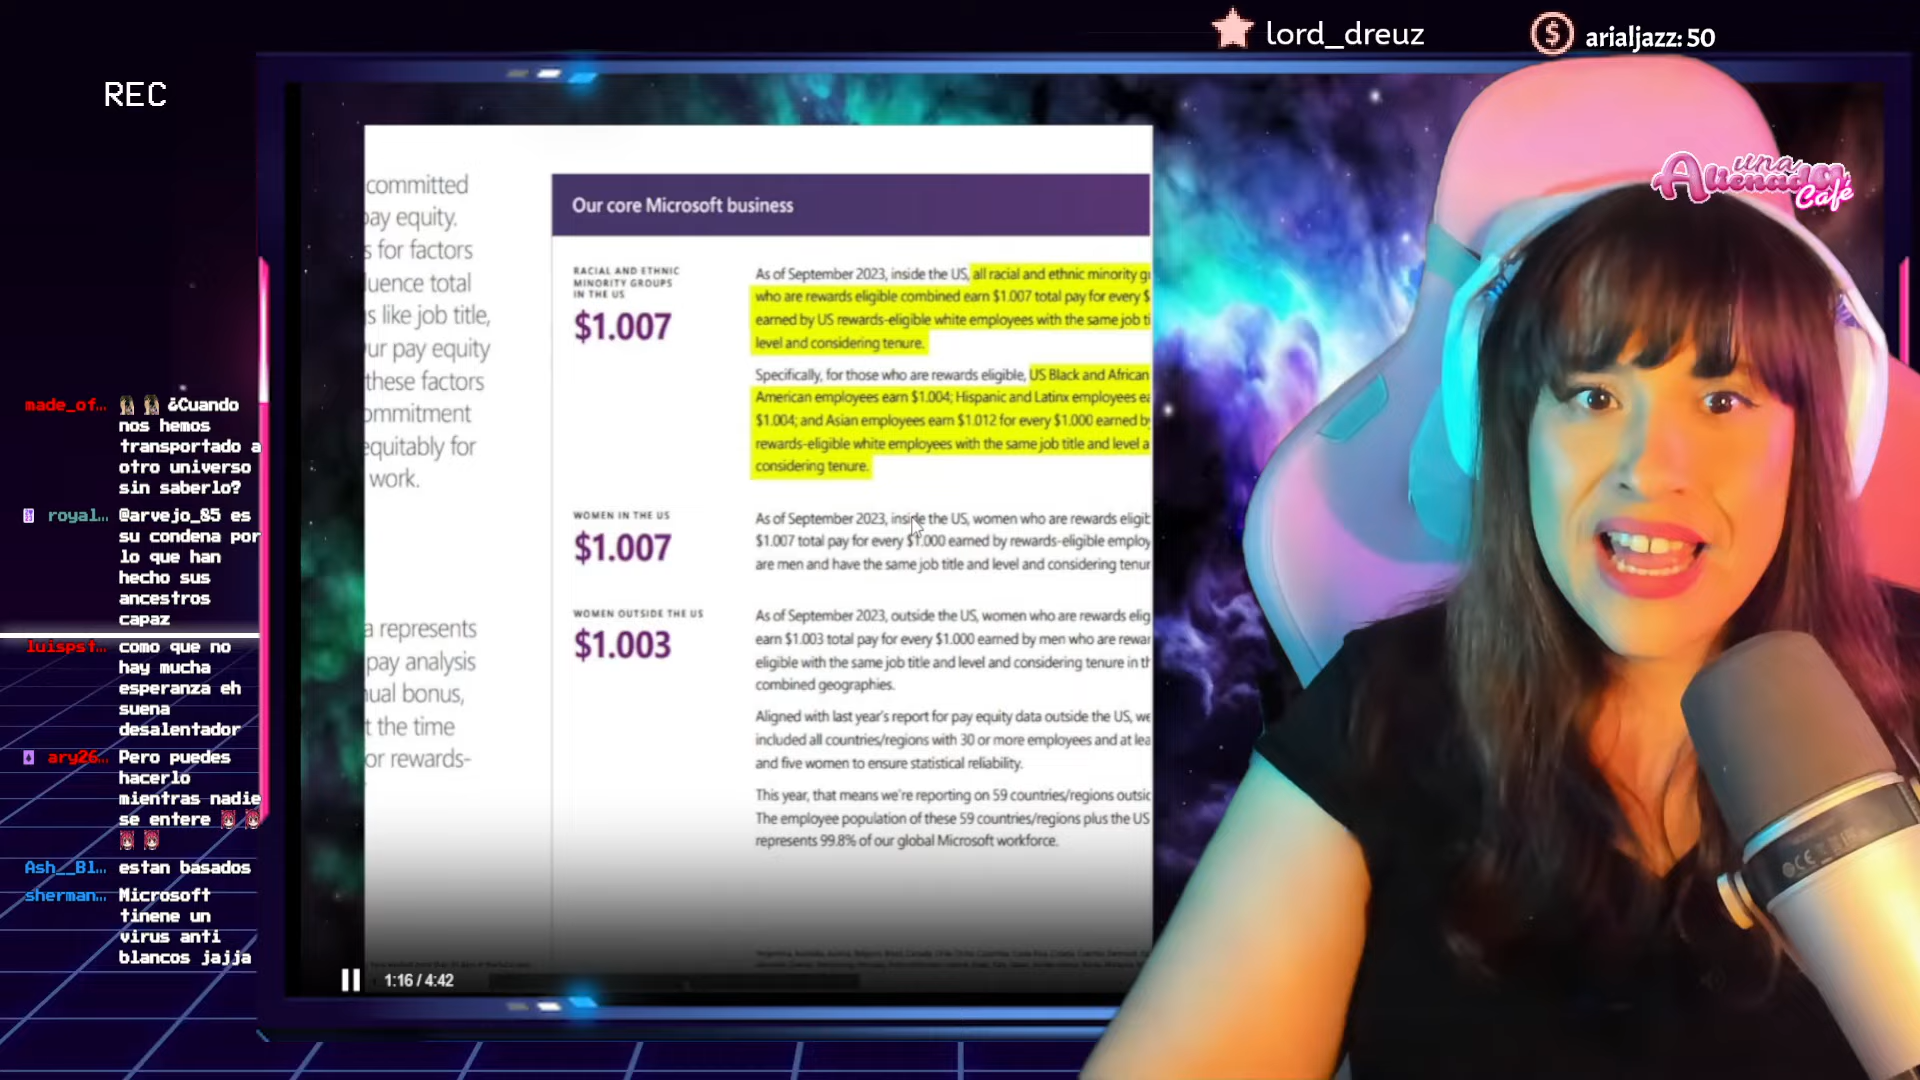 lord_dreuz
arialjazz: 50
REC
una
Alienada
Café
committed
pay equity.
s for factors
luence total
s like job title,
ur pay equity
these factors
ommitment
equitably for
work.
a represents
pay analysis
nual bonus,
t the time
or rewards-
Our core Microsoft business
RACIAL AND ETHNIC
MINORITY GROUPS
IN THE US
$1.007
As of September 2023, inside the US, all racial and ethnic minority g
who are rewards eligible combined earn $1.007 total pay for every $
earned by US rewards-eligible white employees with the same job ti
level and considering tenure.
Specifically, for those who are rewards eligible, US Black and African
American employees earn $1.004; Hispanic and Latinx employees ea
$1.004; and Asian employees earn $1.012 for every $1.000 earned b
rewards-eligible white employees with the same job title and level a
considering tenure.
WOMEN IN THE US
$1.007
As of September 2023, inside the US, women who are rewards eligib
$1.007 total pay for every $1.000 earned by rewards-eligible employ
are men and have the same job title and level and considering tenur
WOMEN OUTSIDE THE US
$1.003
As of September 2023, outside the US, women who are rewards elig
earn $1.003 total pay for every $1.000 earned by men who are rewar
eligible with the same job title and level and considering tenure in th
combined geographies.
Aligned with last year's report for pay equity data outside the US, we
included all countries/regions with 30 or more employees and at lea
and five women to ensure statistical reliability.
This year, that means we're reporting on 59 countries/regions outsid
The employee population of these 59 countries/regions plus the US
represents 99.8% of our global Microsoft workforce.
1:16 / 4:42
made_of... ¿Cuando
nos hemos
transportado a
otro universo
sin saberlo?
royal... @arvejo_85 es
su condena por
lo que han
hecho sus
ancestros
capaz
luispst... como que no
hay mucha
esperanza eh
suena
desalentador
ary26... Pero puedes
hacerlo
mientras nadie
se entere
Ash__Bl... estan basados
sherman... Microsoft
tinene un
virus anti
blancos jajja